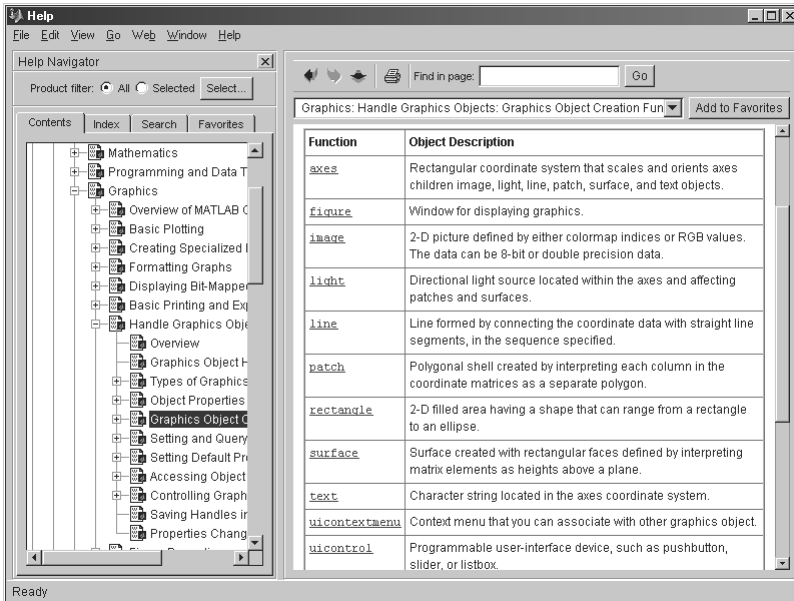 Help
File Edit View Go Web Window Help
Help Navigator
Product filter: All Selected Select...
Contents Index Search Favorites
Mathematics
Programming and Data T
Graphics
Overview of MATLAB
Basic Plotting
Creating Specialized
Formatting Graphs
Displaying Bit-Mapped
Basic Printing and Exp
Handle Graphics Obje
Overview
Graphics Object H
Types of Graphics
Object Properties
Graphics Object C
Setting and Query
Setting Default Pro
Accessing Object
Controlling Graph
Saving Handles in
Properties Chang
Find in page: Go
Graphics: Handle Graphics Objects: Graphics Object Creation Fun Add to Favorites
Function Object Description
axes Rectangular coordinate system that scales and orients axes
children image, light, line, patch, surface, and text objects.
figure Window for displaying graphics.
image 2-D picture defined by either colormap indices or RGB values.
The data can be 8-bit or double precision data.
light Directional light source located within the axes and affecting
patches and surfaces.
line Line formed by connecting the coordinate data with straight line
segments, in the sequence specified.
patch Polygonal shell created by interpreting each column in the
coordinate matrices as a separate polygon.
rectangle 2-D filled area having a shape that can range from a rectangle
to an ellipse.
surface Surface created with rectangular faces defined by interpreting
matrix elements as heights above a plane.
text Character string located in the axes coordinate system.
uicontextmenu Context menu that you can associate with other graphics object.
uicontrol Programmable user-interface device, such as pushbutton,
slider, or listbox.
Ready